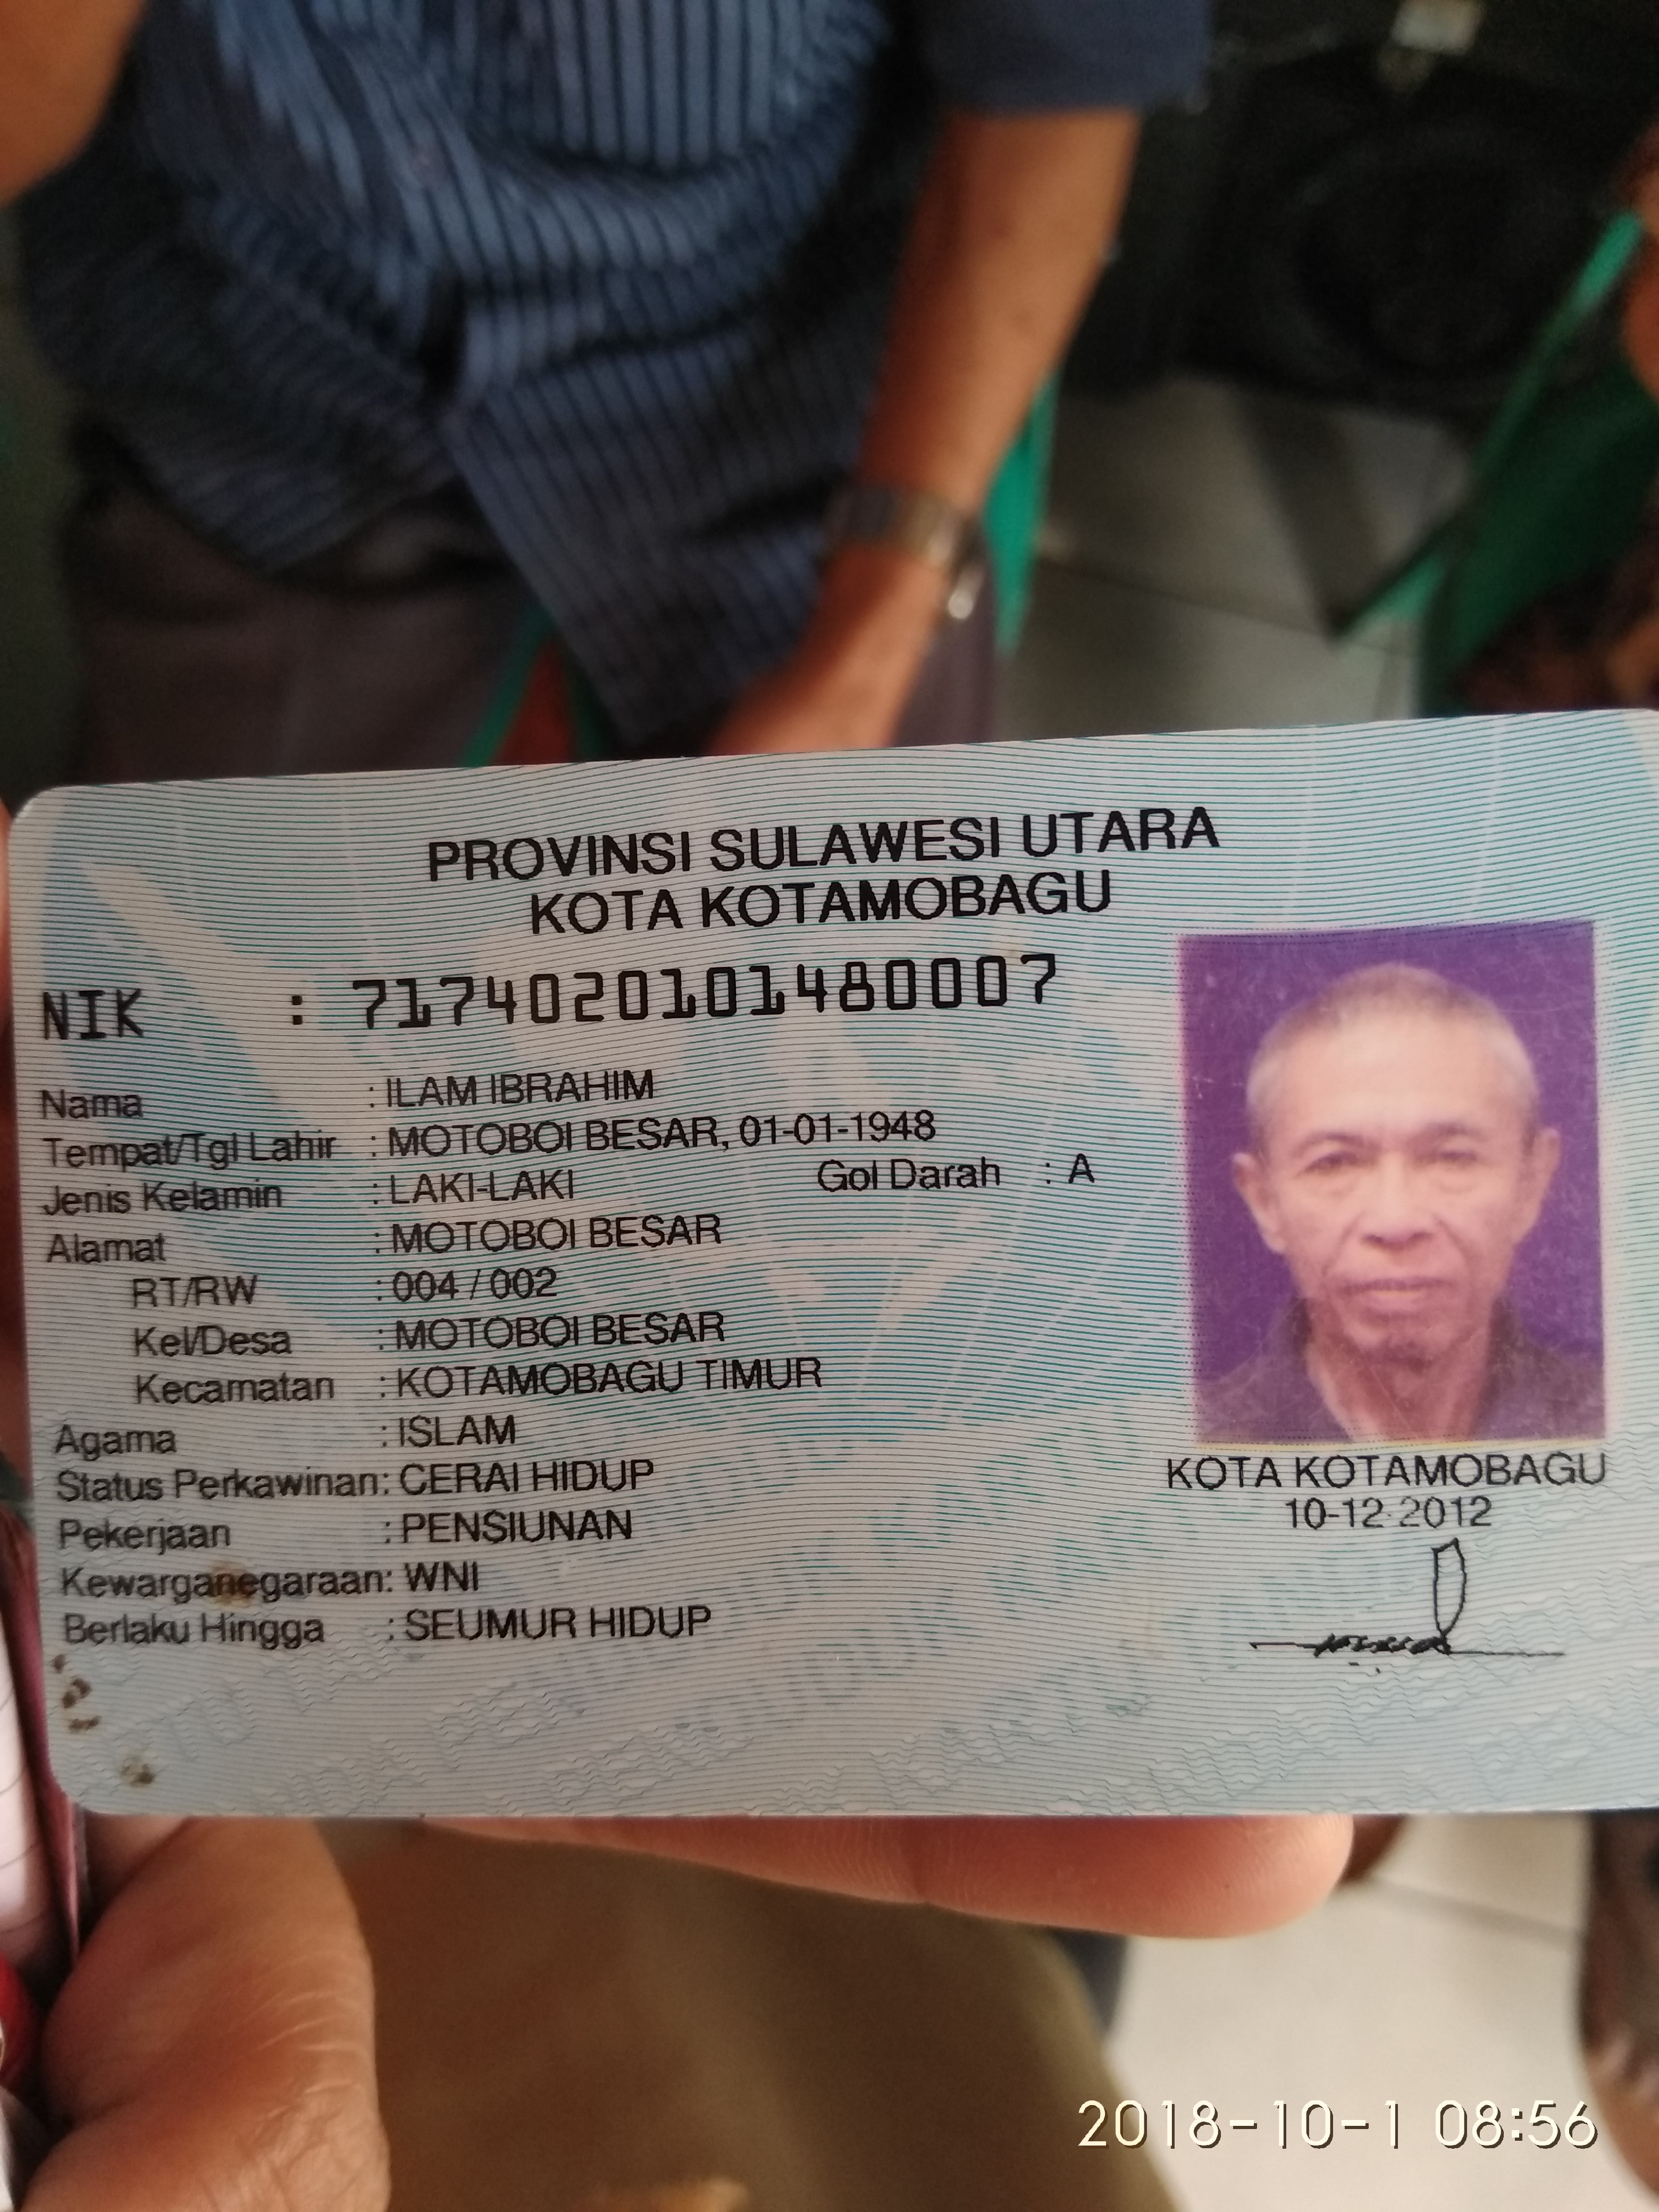 PROVINSI SULAWESI UTARA
KOTA KOTAMOBAGU
NIK : 7174020101480007
Nama : ILAM IBRAHIM
Tempat/Tgl Lahir : MOTOBOI BESAR, 01-01-1948
Jenis Kelamin : LAKI-LAKI Gol Darah : A
Alamat : MOTOBOI BESAR
RT/RW : 004 / 002
Kel/Desa : MOTOBOI BESAR
Kecamatan : KOTAMOBAGU TIMUR
Agama : ISLAM
Status Perkawinan: CERAI HIDUP
Pekerjaan : PENSIUNAN
Kewarganegaraan: WNI
Berlaku Hingga : SEUMUR HIDUP
KOTA KOTAMOBAGU
10-12-2012
2018-10-1 08:56